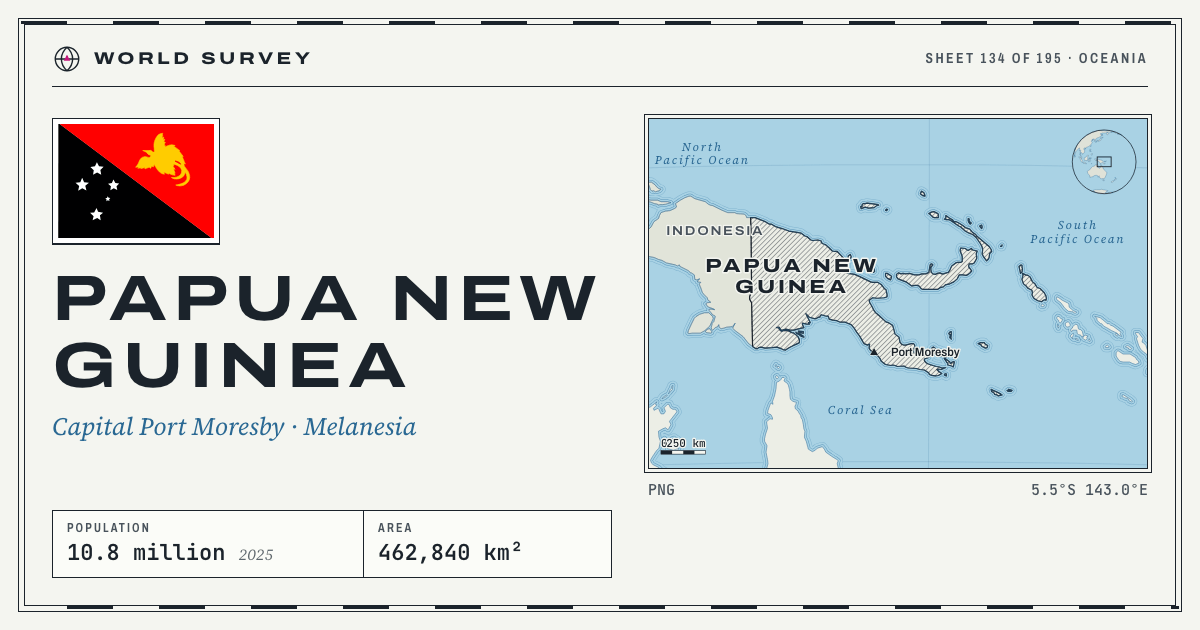 WORLD SURVEY
SHEET 134 OF 195 · OCEANIA
PAPUA NEW
GUINEA
Capital Port Moresby · Melanesia
POPULATION
10.8 million 2025
AREA
462,840 km²
North
Pacific Ocean
South
Pacific Ocean
INDONESIA
PAPUA NEW
GUINEA
Port Moresby
Coral Sea
0250 km
PNG
5.5°S 143.0°E